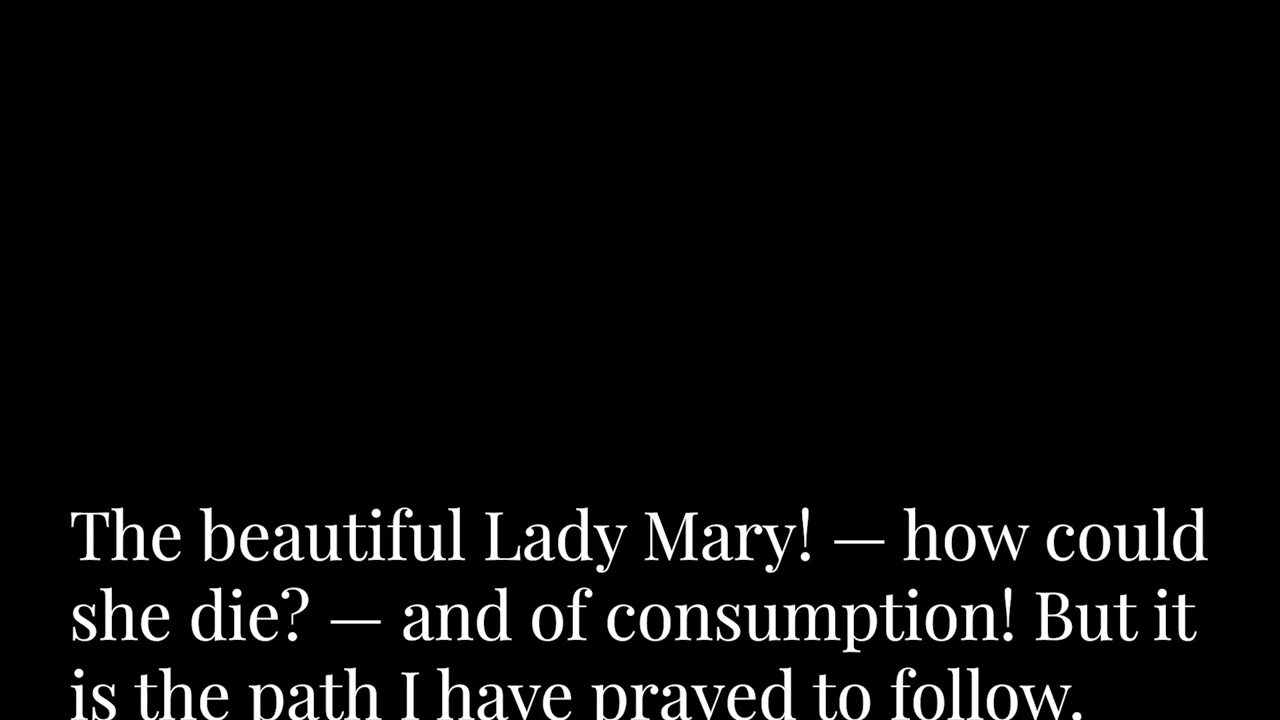 The beautiful Lady Mary! — how could
she die? — and of consumption! But it
is the path I have prayed to follow.